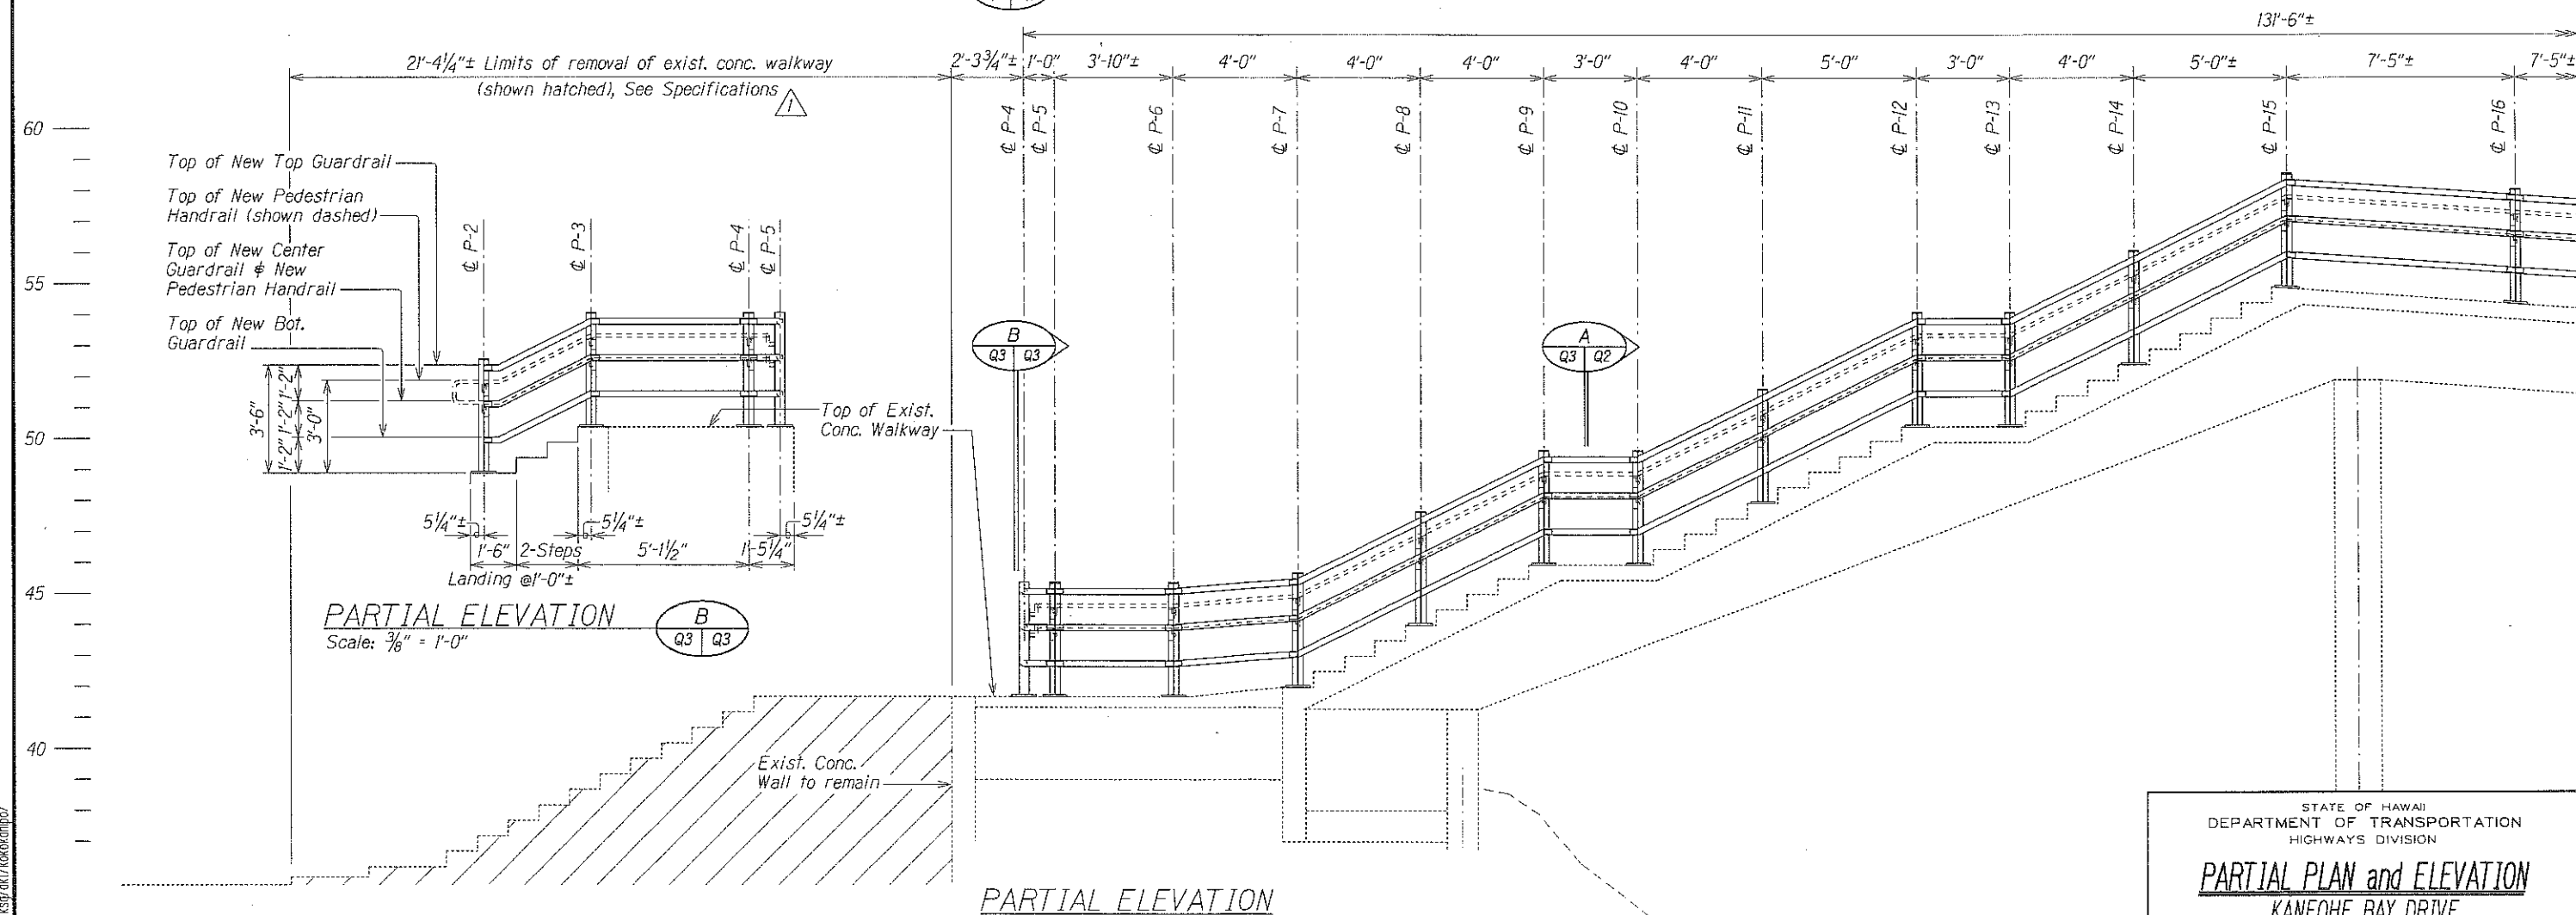 131'-6"±
21'-4¼"± Limits of removal of exist. conc. walkway
(shown hatched), See Specifications
1
2'-3¾"± 1'-0" 3'-10"± 4'-0" 4'-0" 4'-0" 3'-0" 4'-0" 5'-0" 3'-0" 4'-0" 5'-0"± 7'-5"± 7'-5"±
℄ P-4 ℄ P-5 ℄ P-6 ℄ P-7 ℄ P-8 ℄ P-9 ℄ P-10 ℄ P-11 ℄ P-12 ℄ P-13 ℄ P-14 ℄ P-15 ℄ P-16
60
55
50
45
40
Top of New Top Guardrail
Top of New Pedestrian
Handrail (shown dashed)
Top of New Center
Guardrail & New
Pedestrian Handrail
Top of New Bot.
Guardrail
℄ P-2 ℄ P-3 ℄ P-4 ℄ P-5
3'-6"
1'-2" 1'-2" 1'-2"
3'-0"
Top of Exist.
Conc. Walkway
5¼"± 5¼"± 5¼"±
1'-6" 2-Steps 5'-1½" 1'-5¼"
Landing @1'-0"±
PARTIAL ELEVATION
Scale: ⅜" = 1'-0"
B
Q3 Q3
B
Q3 Q3
A
Q3 Q2
Exist. Conc.
Wall to remain
PARTIAL ELEVATION
STATE OF HAWAII
DEPARTMENT OF TRANSPORTATION
HIGHWAYS DIVISION
PARTIAL PLAN and ELEVATION
KANEOHE BAY DRIVE